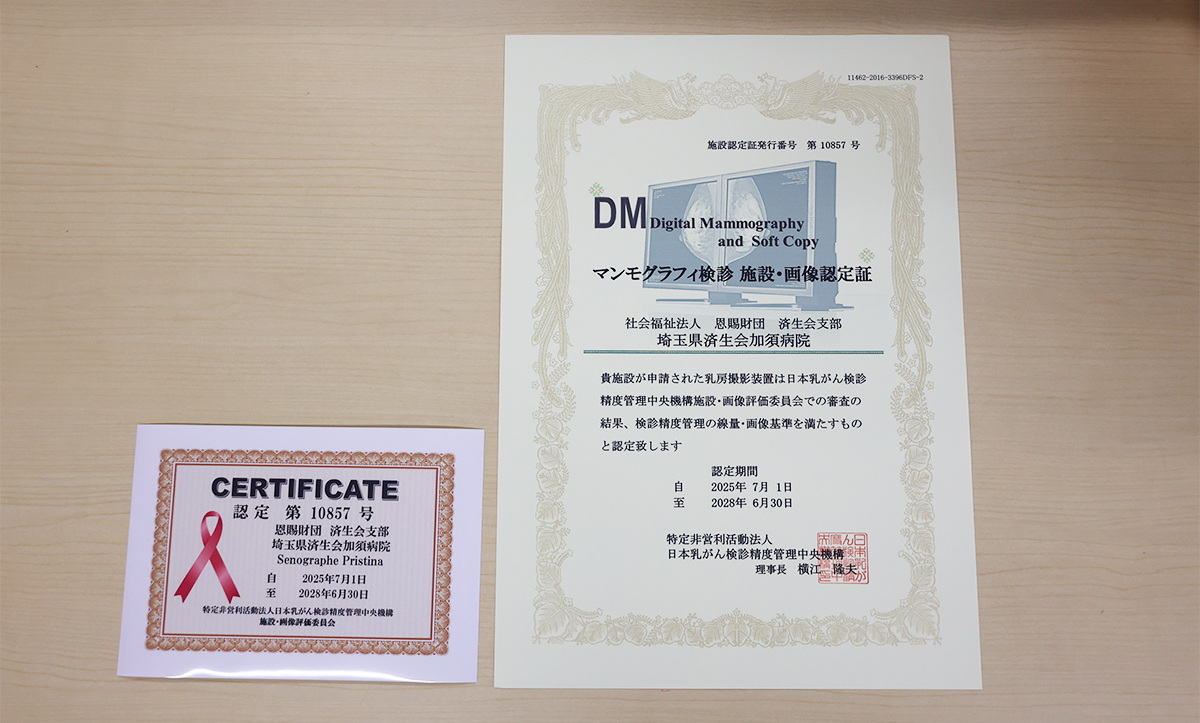 CERTIFICATE
認定 第 10857 号
恩賜財団 済生会支部
埼玉県済生会加須病院
Senographe Pristina
自 2025年7月1日
至 2028年6月30日
特定非営利活動法人日本乳がん検診精度管理中央機構
施設・画像評価委員会
11462-2016-3396DFS-2
施設認定証発行番号 第 10857 号
DM Digital Mammography
and Soft Copy
マンモグラフィ検診 施設・画像認定証
社会福祉法人 恩賜財団 済生会支部
埼玉県済生会加須病院
貴施設が申請された乳房撮影装置は日本乳がん検診
精度管理中央機構施設・画像評価委員会での審査の
結果、検診精度管理の線量・画像基準を満たすもの
と認定致します
認定期間
自 2025年 7月 1日
至 2028年 6月30日
特定非営利活動法人
日本乳がん検診精度管理中央機構
理事長 横江 隆夫